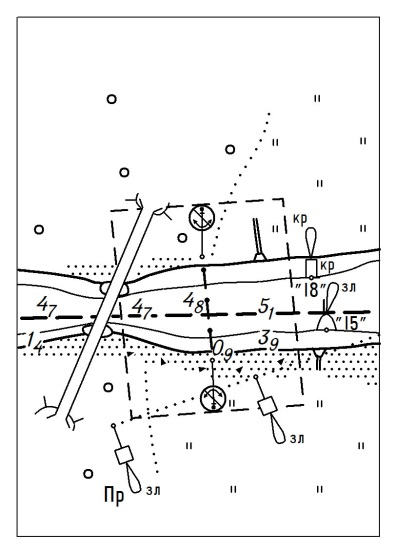 кр
кр
"18"
зл
4₇ 4₇ 4₈ 5₁
"15"
1₄
0₉ 3₉
зл
зл
Пр